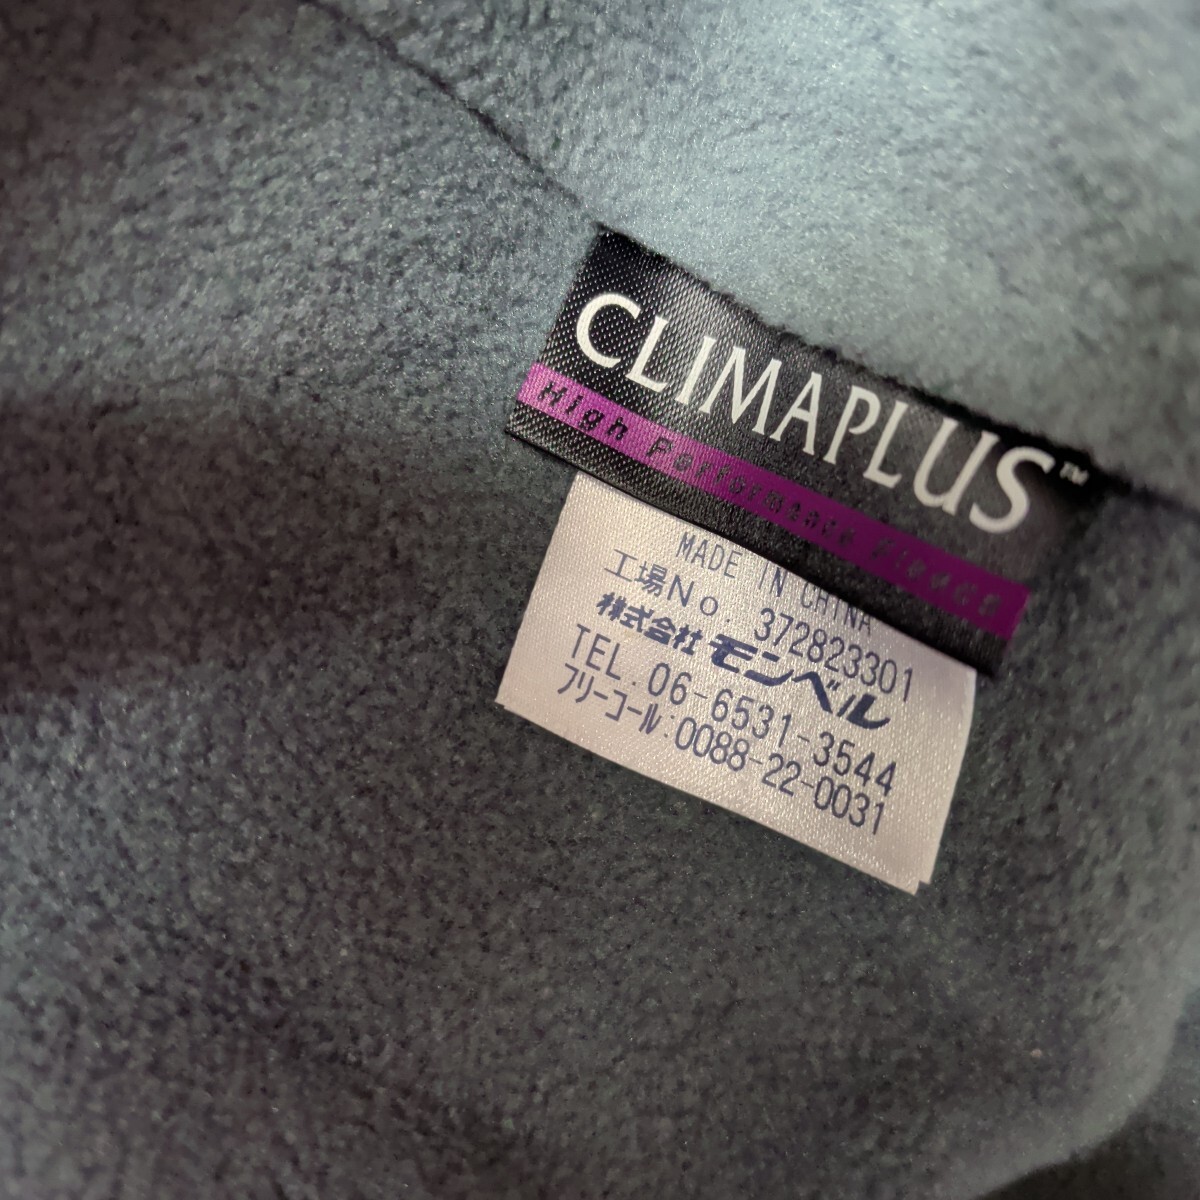 CLIMAPLUS™
High Performance Fleece
MADE IN CHINA
工場No. 372823301
株式会社モンベル
TEL.06-6531-3544
フリーコール:0088-22-0031